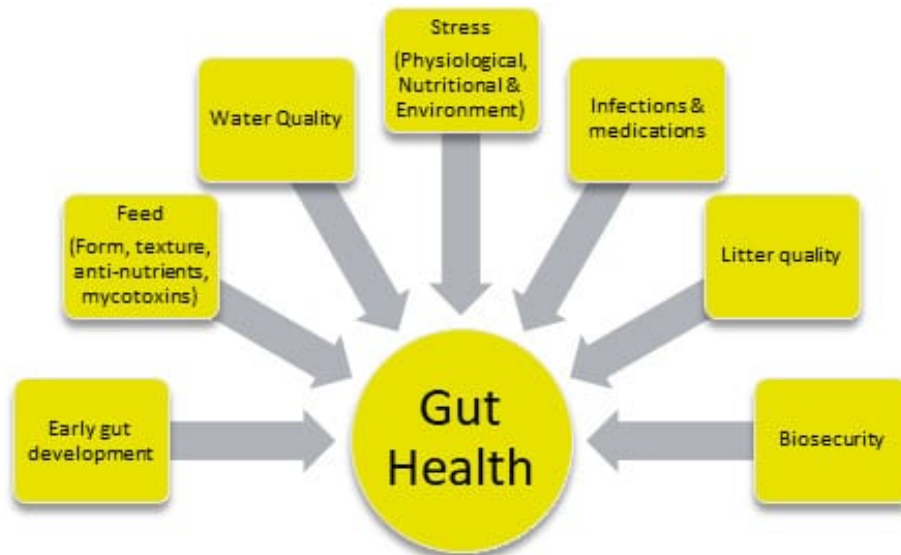 Stress
(Physiological,
Nutritional &
Environment)
Water Quality
Infections &
medications
Feed
(Form, texture,
anti-nutrients,
mycotoxins)
Litter quality
Early gut
development
Gut
Health
Biosecurity